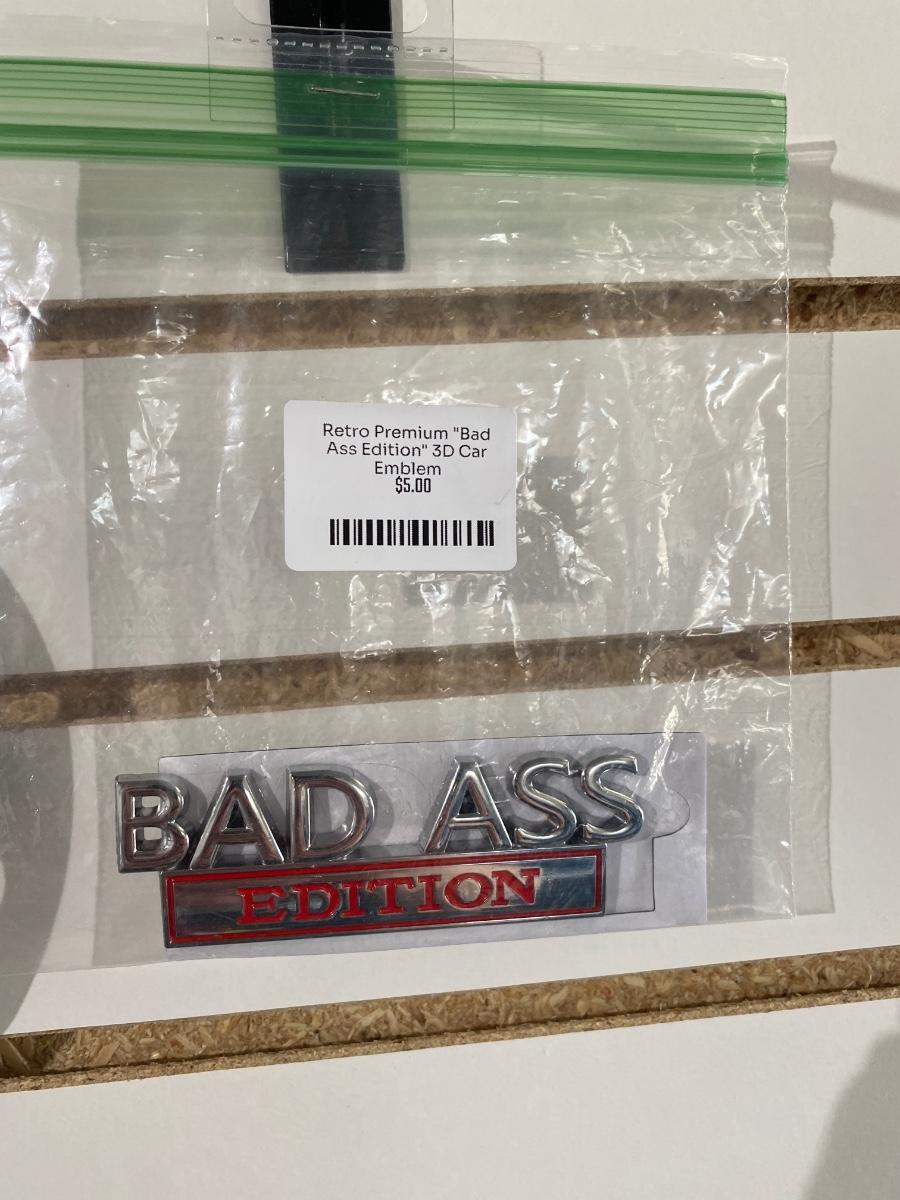 Retro Premium "Bad
Ass Edition" 3D Car
Emblem
$5.00
BAD ASS
EDITION